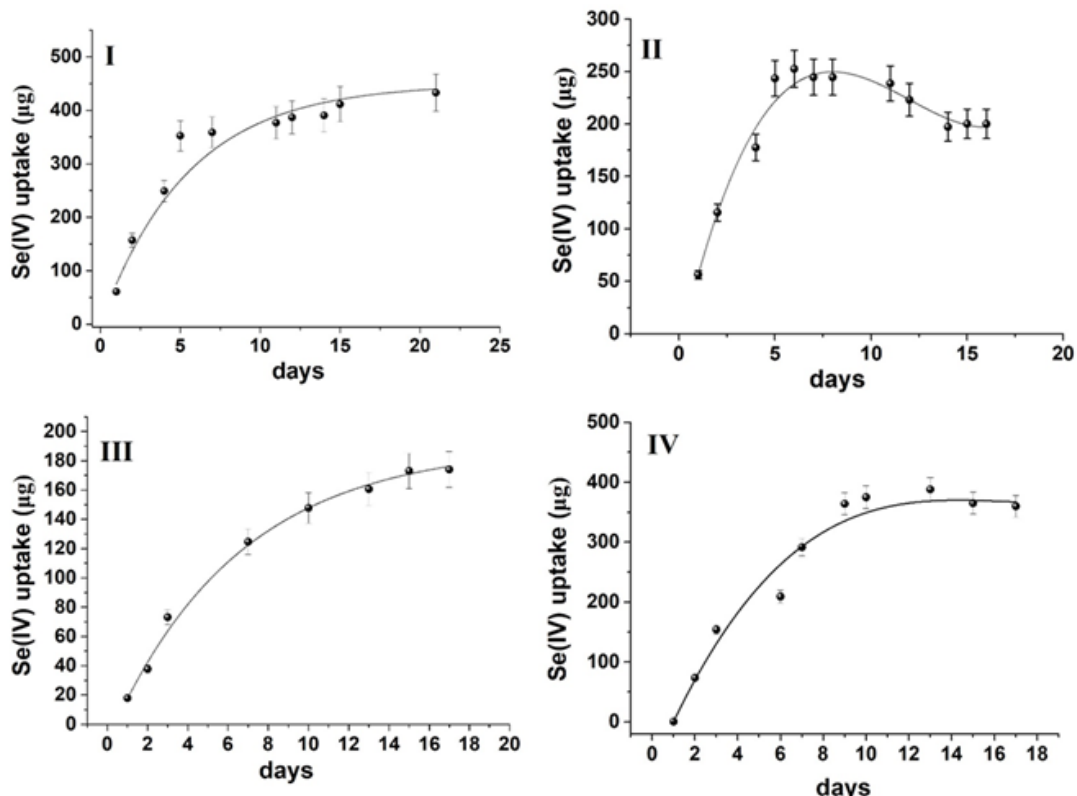 I
Se(IV) uptake (µg)
500
400
300
200
100
0
0 5 10 15 20 25
days
II
Se(IV) uptake (µg)
300
250
200
150
100
50
0
0 5 10 15 20
days
III
Se(IV) uptake (µg)
200
180
160
140
120
100
80
60
40
20
0
0 2 4 6 8 10 12 14 16 18 20
days
IV
Se(IV) uptake (µg)
500
400
300
200
100
0
0 2 4 6 8 10 12 14 16 18
days